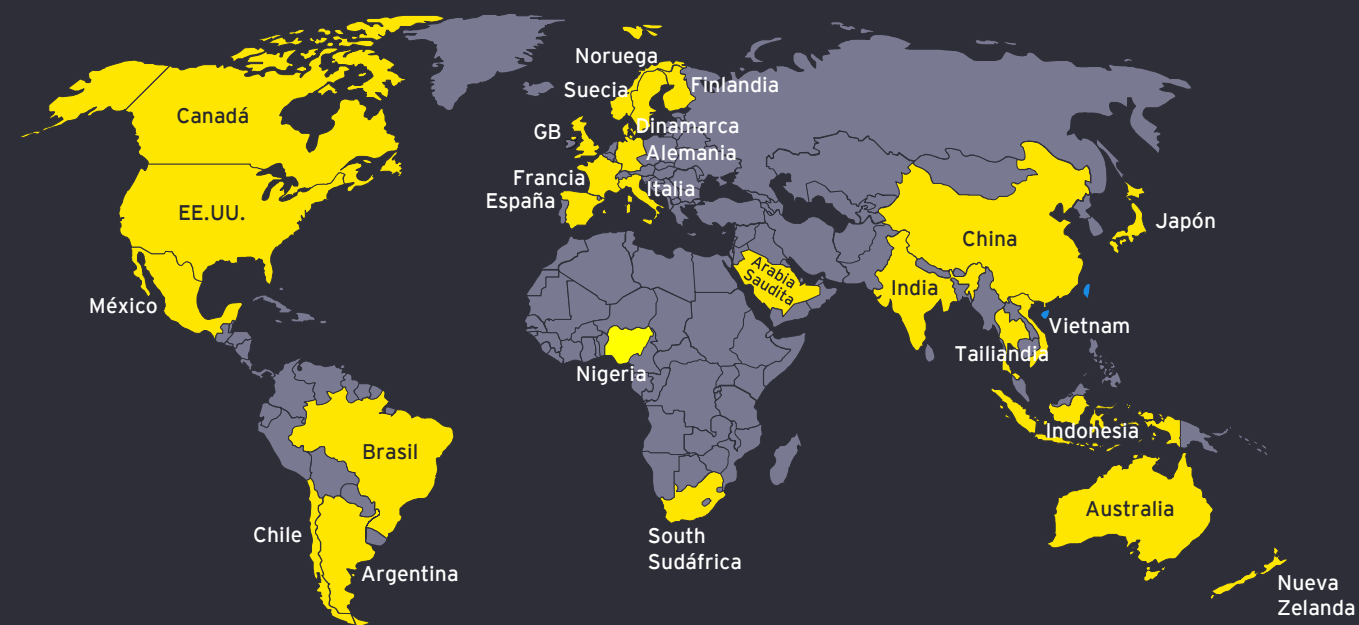 Noruega
Suecia
Finlandia
Canadá
Dinamarca
GB
Alemania
Francia
Italia
España
EE.UU.
Japón
China
Arabia
Saudita
India
México
Vietnam
Tailiandia
Nigeria
Indonesia
Brasil
Australia
Chile
South
Sudáfrica
Argentina
Nueva
Zelanda